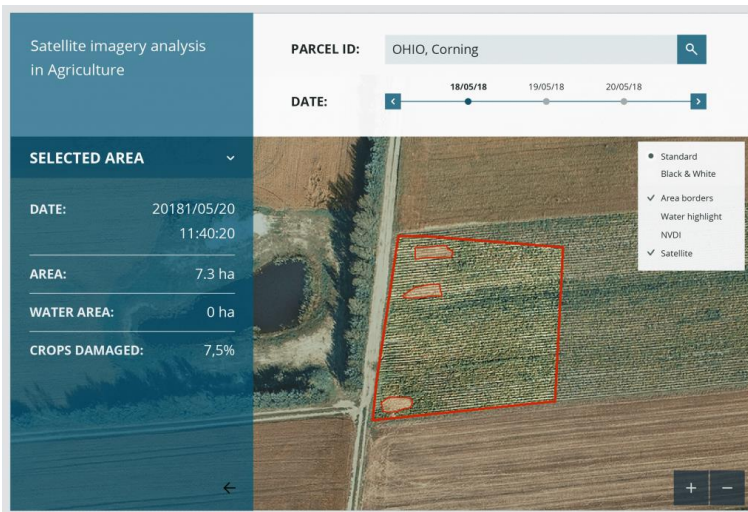 Satellite imagery analysis
in Agriculture
PARCEL ID:
OHIO, Corning
DATE:
18/05/18
19/05/18
20/05/18
SELECTED AREA
DATE:
20181/05/20
11:40:20
AREA:
7.3 ha
WATER AREA:
0 ha
CROPS DAMAGED:
7,5%
Standard
Black & White
Area borders
Water highlight
NVDI
Satellite
+
−